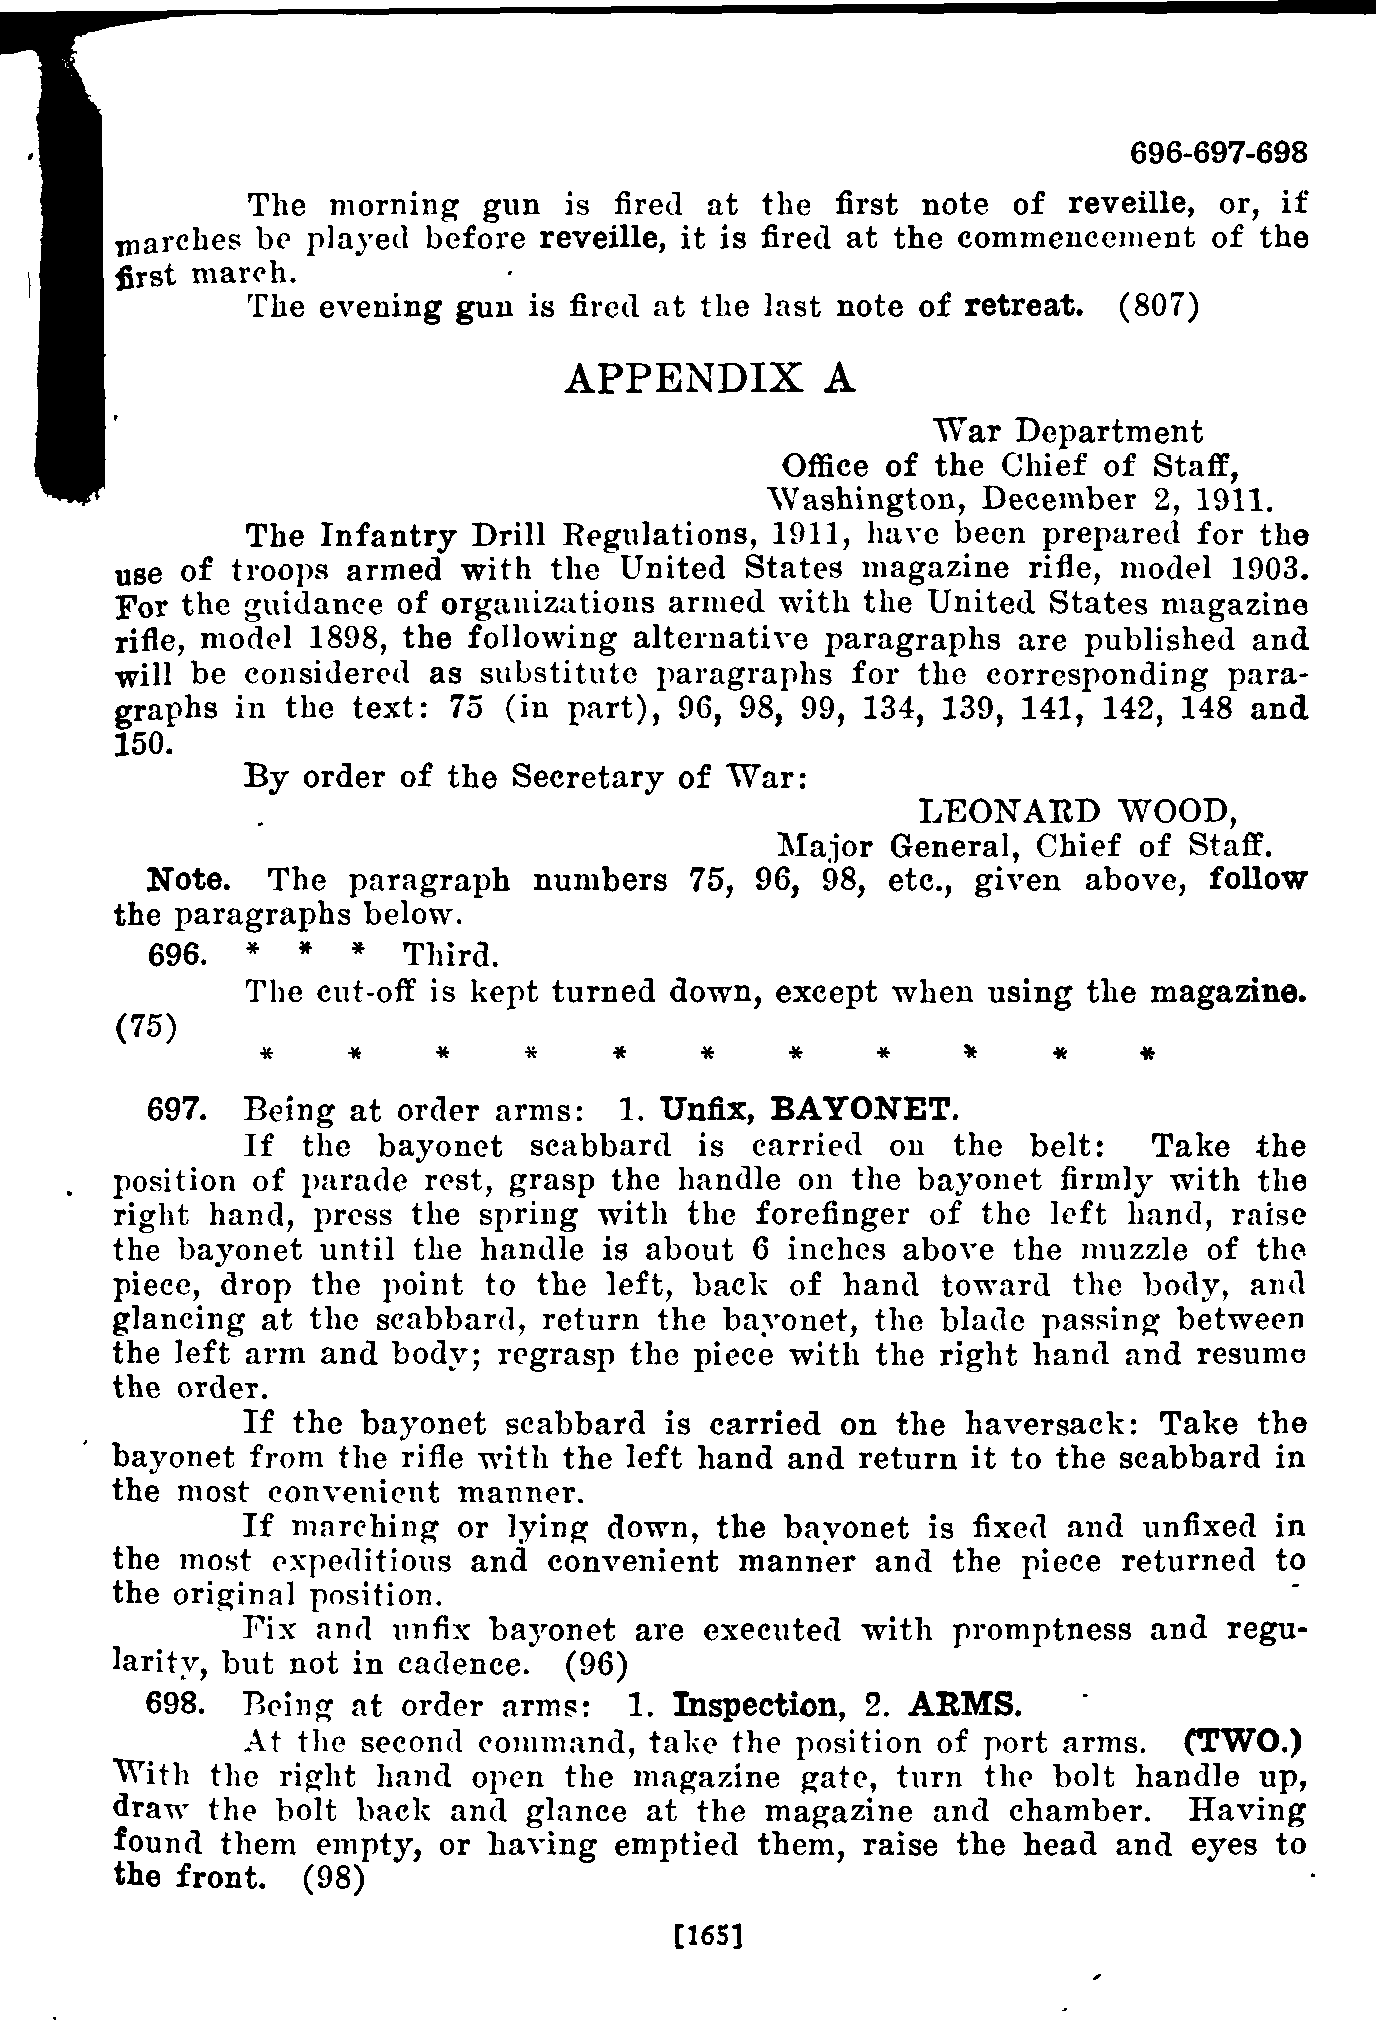 696-697-698
The morning gun is fired at the first note of reveille, or, if
marches be played before reveille, it is fired at the commencement of the
first march.
The evening gun is fired at the last note of retreat. (807)
APPENDIX A
War Department
Office of the Chief of Staff,
Washington, December 2, 1911.
The Infantry Drill Regulations, 1911, have been prepared for the
use of troops armed with the United States magazine rifle, model 1903.
For the guidance of organizations armed with the United States magazine
rifle, model 1898, the following alternative paragraphs are published and
will be considered as substitute paragraphs for the corresponding para-
graphs in the text: 75 (in part), 96, 98, 99, 134, 139, 141, 142, 148 and
150.
By order of the Secretary of War:
LEONARD WOOD,
Major General, Chief of Staff.
Note. The paragraph numbers 75, 96, 98, etc., given above, follow
the paragraphs below.
696. * * * Third.
The cut-off is kept turned down, except when using the magazine.
(75)
* * * * * * * * * * *
697. Being at order arms: 1. Unfix, BAYONET.
If the bayonet scabbard is carried on the belt: Take the
position of parade rest, grasp the handle on the bayonet firmly with the
right hand, press the spring with the forefinger of the left hand, raise
the bayonet until the handle is about 6 inches above the muzzle of the
piece, drop the point to the left, back of hand toward the body, and
glancing at the scabbard, return the bayonet, the blade passing between
the left arm and body; regrasp the piece with the right hand and resume
the order.
If the bayonet scabbard is carried on the haversack: Take the
bayonet from the rifle with the left hand and return it to the scabbard in
the most convenient manner.
If marching or lying down, the bayonet is fixed and unfixed in
the most expeditious and convenient manner and the piece returned to
the original position.
Fix and unfix bayonet are executed with promptness and regu-
larity, but not in cadence. (96)
698. Being at order arms: 1. Inspection, 2. ARMS.
At the second command, take the position of port arms. (TWO.)
With the right hand open the magazine gate, turn the bolt handle up,
draw the bolt back and glance at the magazine and chamber. Having
found them empty, or having emptied them, raise the head and eyes to
the front. (98)
[165]